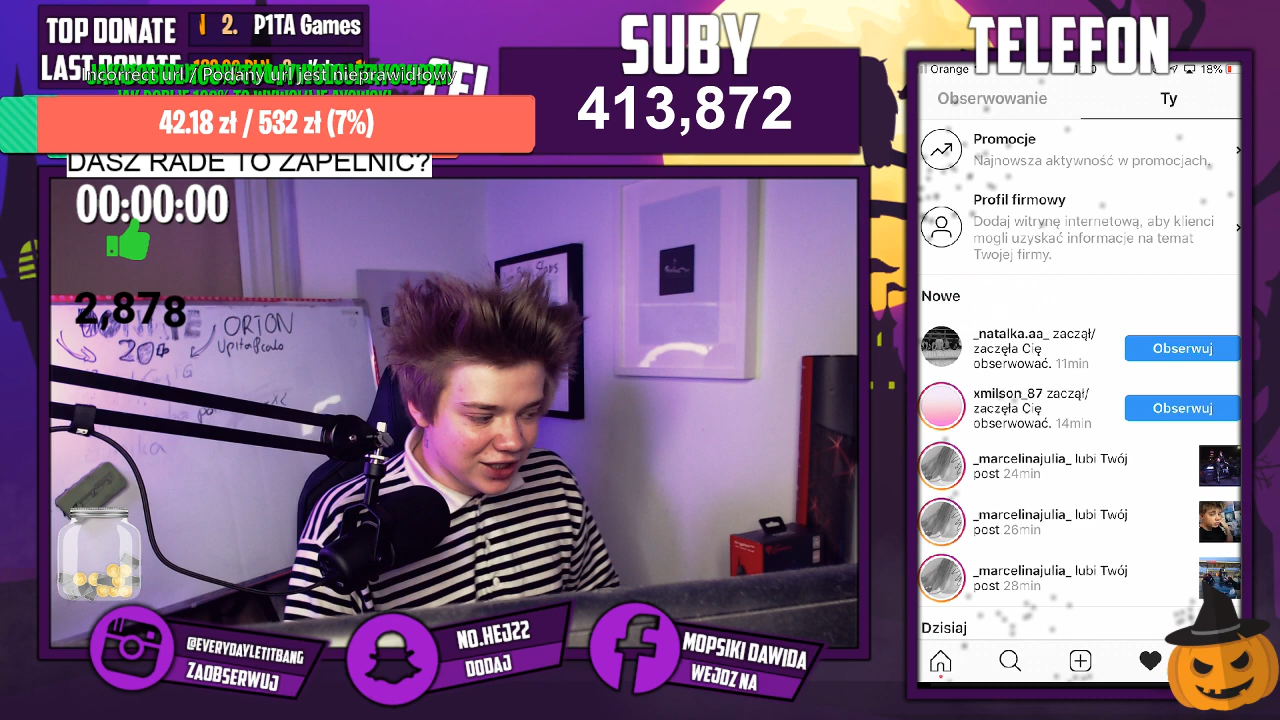 TOP DONATE
2. P1TA Games
LAST DONATE
Incorrect url / Podany url jest nieprawidłowy
42.18 zł / 532 zł (7%)
DASZ RADE TO ZAPEŁNIC?
00:00:00
2,878
ORION
SUBY
413,872
TELEFON
Orange
18%
Obserwowanie
Ty
Promocje
Najnowsza aktywność w promocjach.
Profil firmowy
Dodaj witrynę internetową, aby klienci
mogli uzyskać informacje na temat
Twojej firmy.
Nowe
_natalka.aa_ zaczął/
zaczęła Cię
obserwować. 11min
Obserwuj
xmilson_87 zaczął/
zaczęła Cię
obserwować. 14min
Obserwuj
_marcelinajulia_ lubi Twój
post 24min
_marcelinajulia_ lubi Twój
post 26min
_marcelinajulia_ lubi Twój
post 28min
Dzisiaj
@EVERYDAYLETITBANG
ZAOBSERWUJ
NO.HEJ22
DODAJ
MOPSIKI DAWIDA
WEJDZ NA